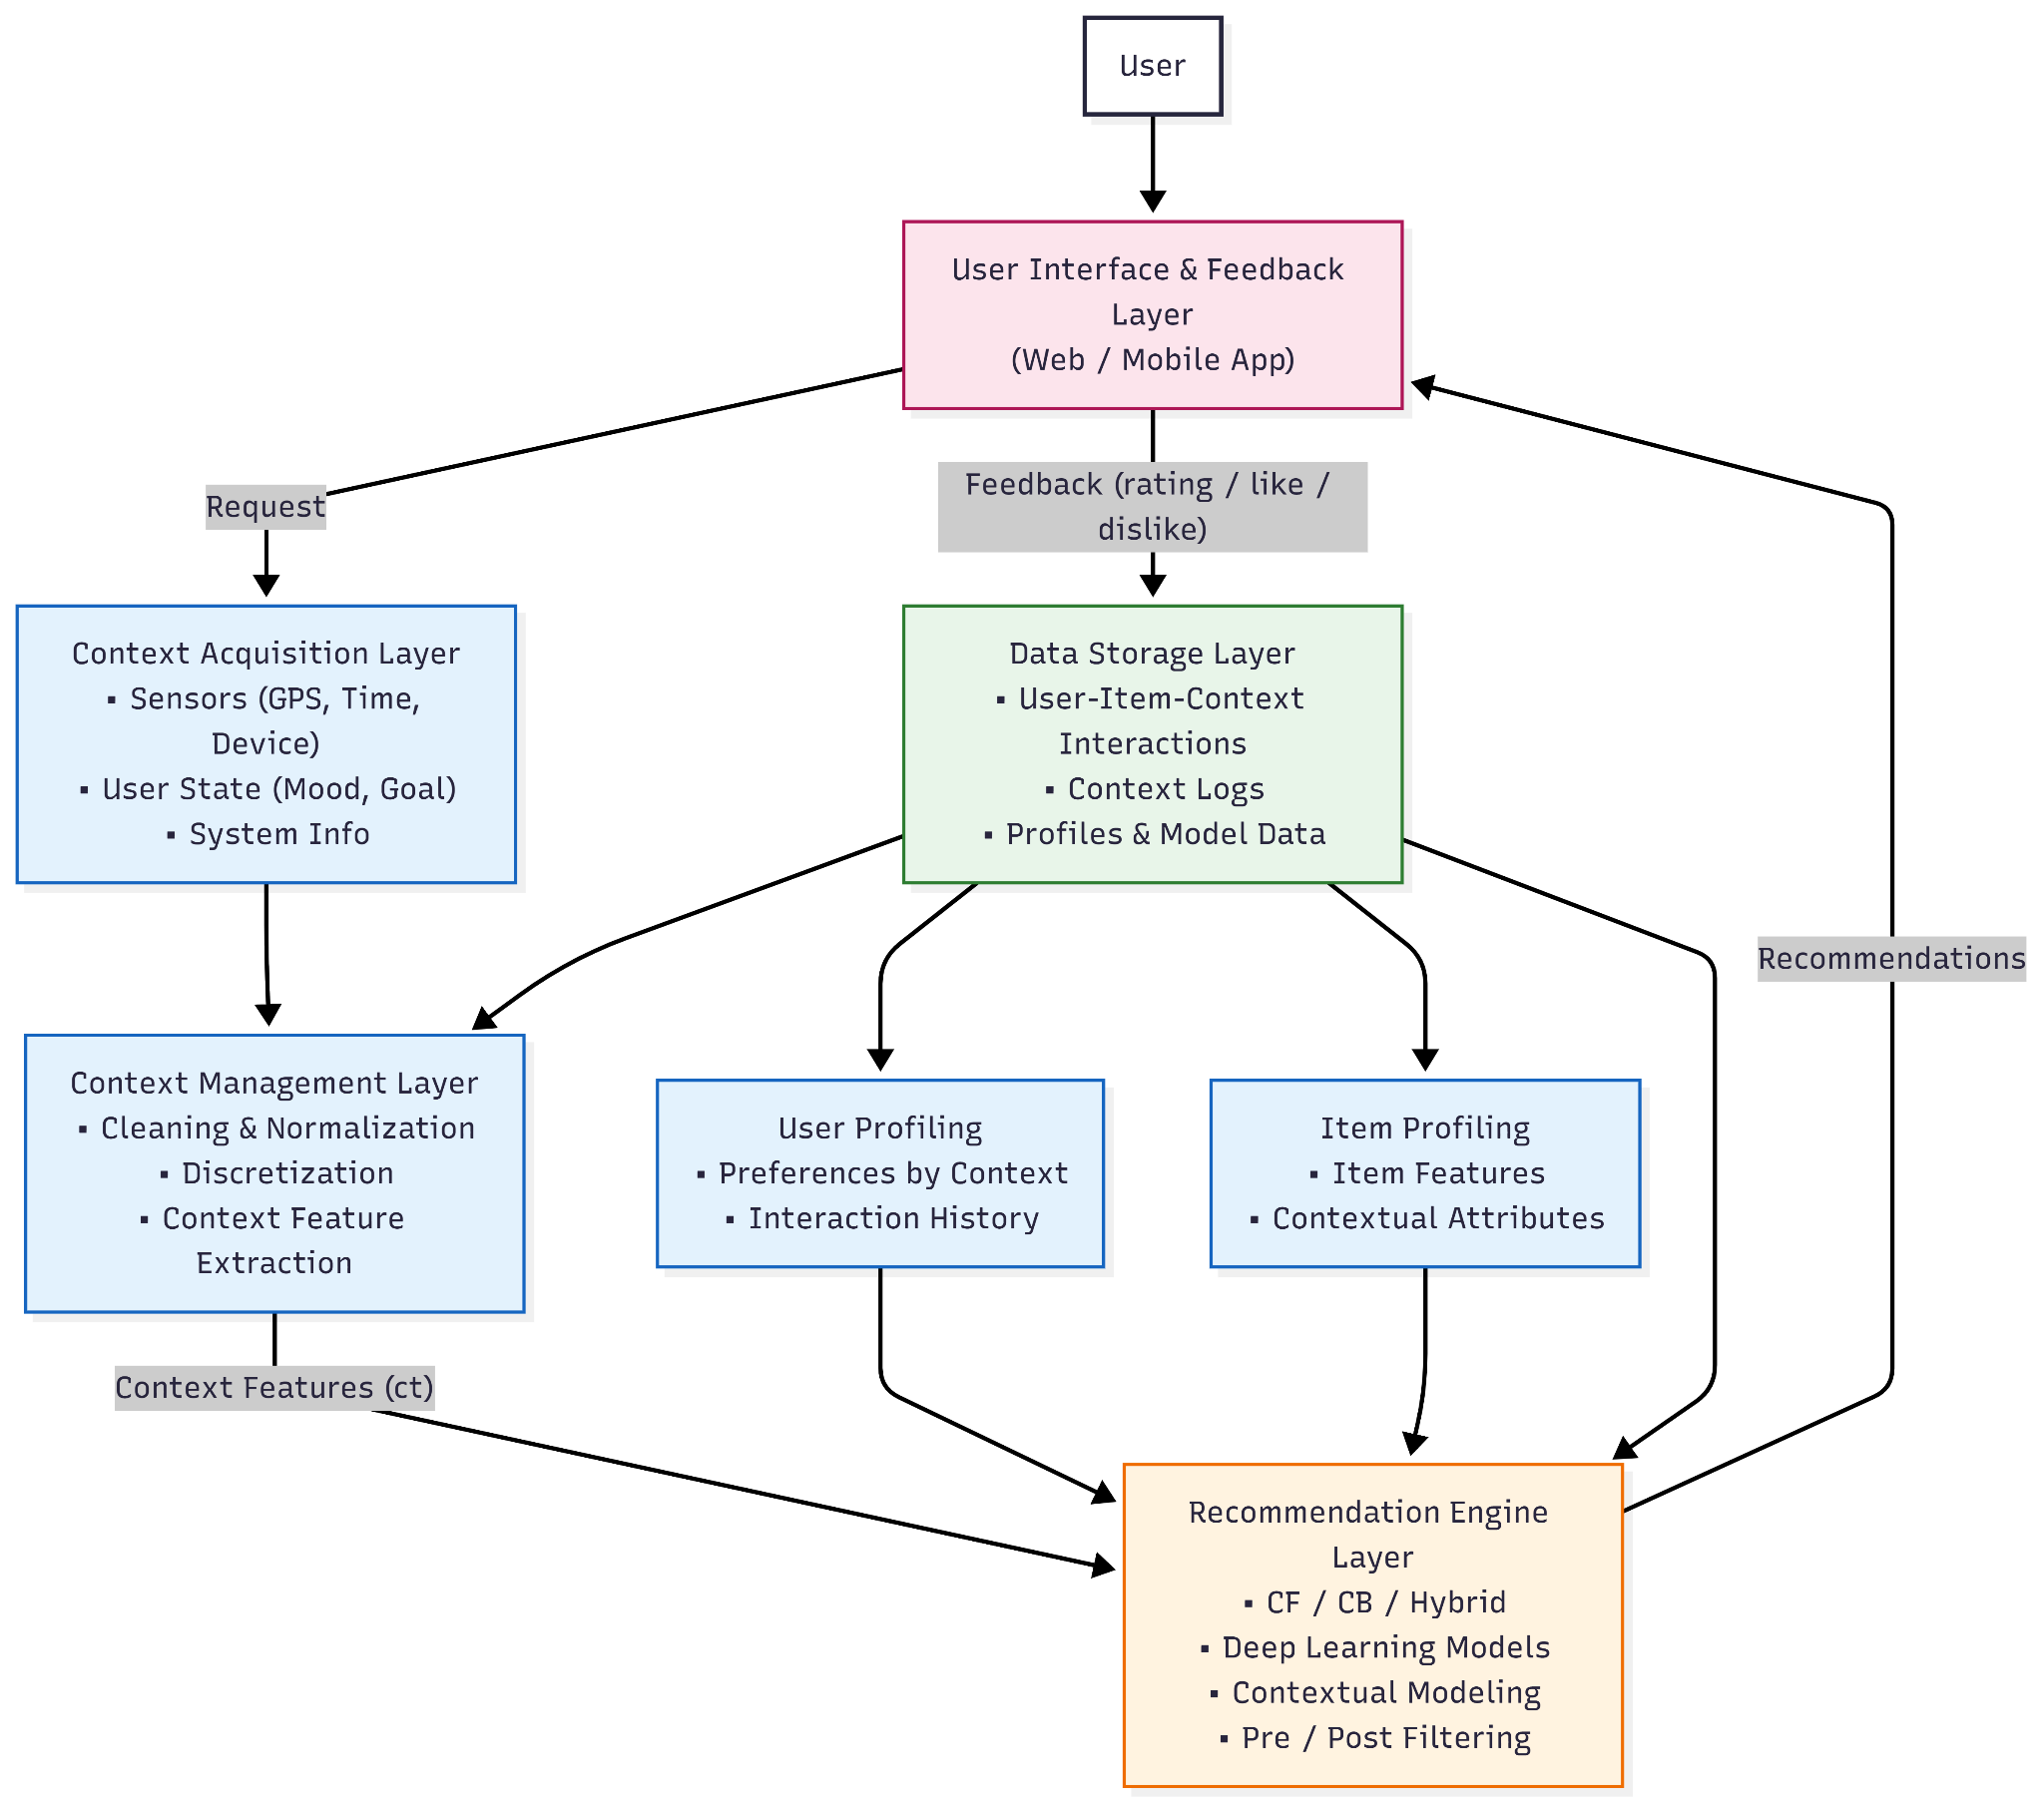 User
User Interface & Feedback
Layer
(Web / Mobile App)
Request
Feedback (rating / like /
dislike)
Context Acquisition Layer
▪ Sensors (GPS, Time,
Device)
▪ User State (Mood, Goal)
▪ System Info
Data Storage Layer
▪ User-Item-Context
Interactions
▪ Context Logs
▪ Profiles & Model Data
Recommendations
Context Management Layer
▪ Cleaning & Normalization
▪ Discretization
▪ Context Feature
Extraction
User Profiling
▪ Preferences by Context
▪ Interaction History
Item Profiling
▪ Item Features
▪ Contextual Attributes
Context Features (ct)
Recommendation Engine
Layer
▪ CF / CB / Hybrid
▪ Deep Learning Models
▪ Contextual Modeling
▪ Pre / Post Filtering